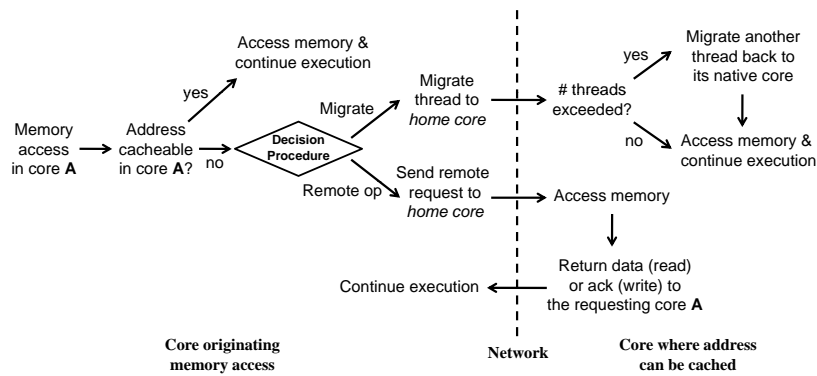 Memory
access
in core A
Address
cacheable
in core A?
yes
no
Access memory &
continue execution
Decision
Procedure
Migrate
Remote op
Migrate
thread to
home core
Send remote
request to
home core
# threads
exceeded?
yes
no
Migrate another
thread back to
its native core
Access memory &
continue execution
Access memory
Return data (read)
or ack (write) to
the requesting core A
Continue execution
Core originating
memory access
Network
Core where address
can be cached